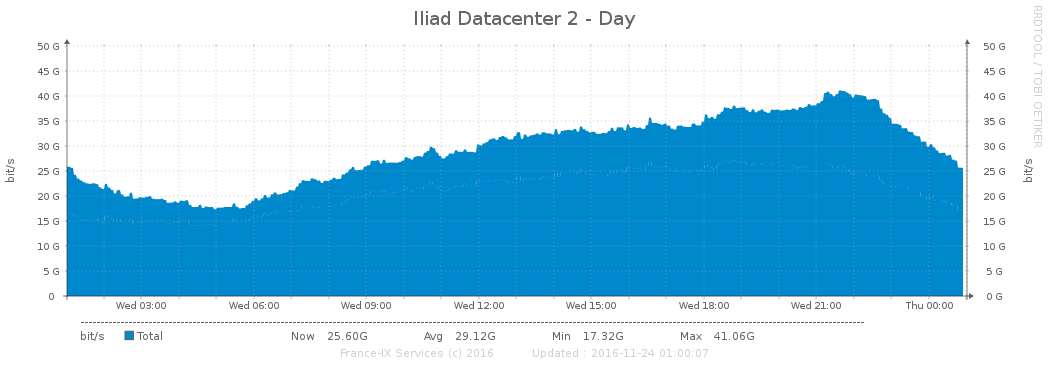 Iliad Datacenter 2 - Day
RRDTOOL / TOBI OETIKER
50 G 50 G
45 G 45 G
40 G 40 G
35 G 35 G
30 G 30 G
25 G 25 G
20 G 20 G
15 G 15 G
10 G 10 G
5 G 5 G
0 0 G
bit/s bit/s
Wed 03:00 Wed 06:00 Wed 09:00 Wed 12:00 Wed 15:00 Wed 18:00 Wed 21:00 Thu 00:00
bit/s Total Now 25.60G Avg 29.12G Min 17.32G Max 41.06G
France-IX Services (c) 2016 Updated : 2016-11-24 01:00:07